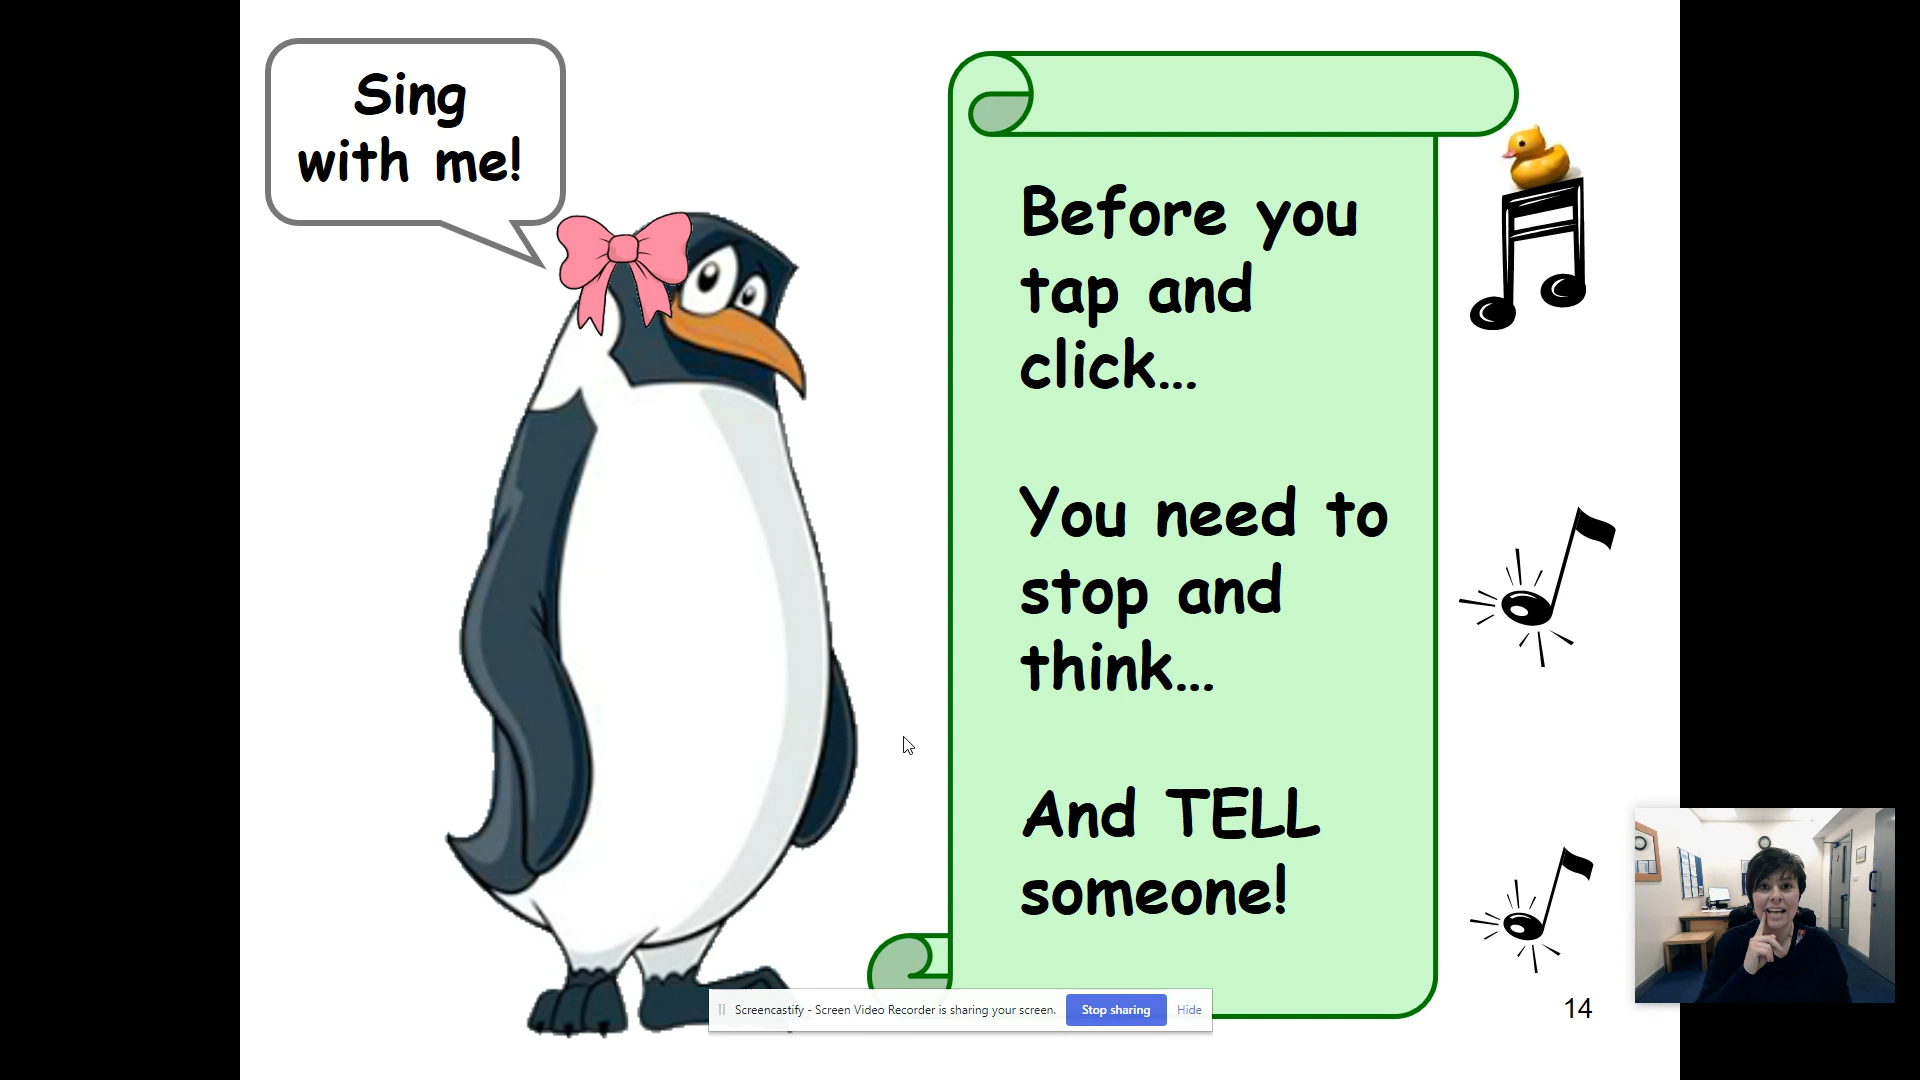 Sing
with me!
Before you
tap and
click...
You need to
stop and
think...
And TELL
someone!
Screencastify - Screen Video Recorder is sharing your screen.
Stop sharing
Hide
14